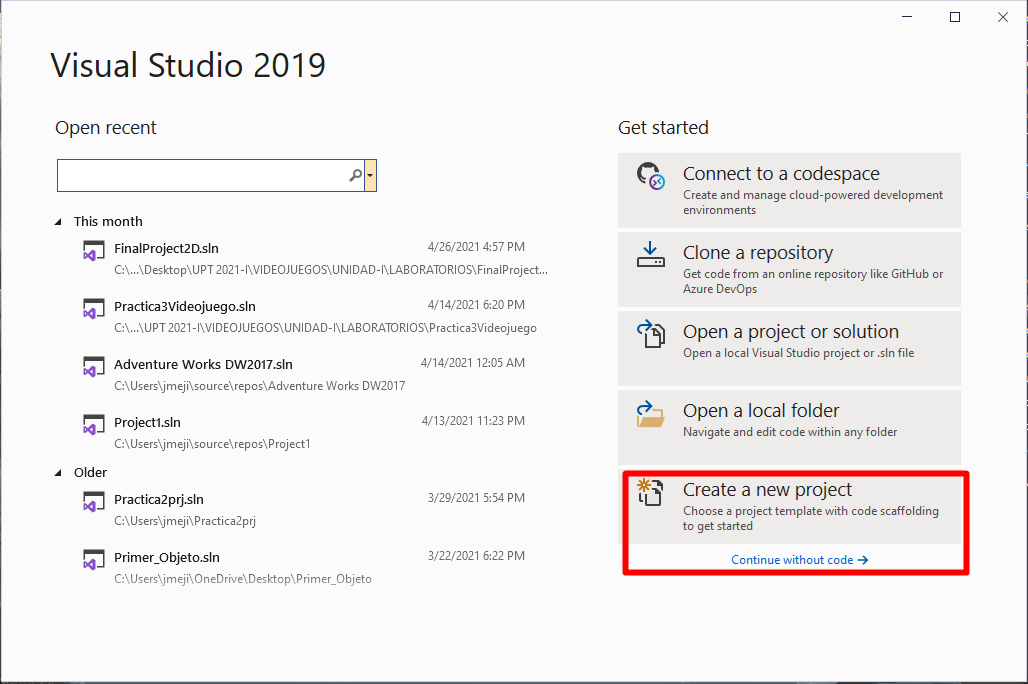 Visual Studio 2019
Open recent
This month
FinalProject2D.sln
4/26/2021 4:57 PM
C:\...\Desktop\UPT 2021-I\VIDEOJUEGOS\UNIDAD-I\LABORATORIOS\FinalProject...
Practica3Videojuego.sln
4/14/2021 6:20 PM
C:\...\UPT 2021-I\VIDEOJUEGOS\UNIDAD-I\LABORATORIOS\Practica3Videojuego
Adventure Works DW2017.sln
4/14/2021 12:05 AM
C:\Users\jmeji\source\repos\Adventure Works DW2017
Project1.sln
4/13/2021 11:23 PM
C:\Users\jmeji\source\repos\Project1
Older
Practica2prj.sln
3/29/2021 5:54 PM
C:\Users\jmeji\Practica2prj
Primer_Objeto.sln
3/22/2021 6:22 PM
C:\Users\jmeji\OneDrive\Desktop\Primer_Objeto
Get started
Connect to a codespace
Create and manage cloud-powered development
environments
Clone a repository
Get code from an online repository like GitHub or
Azure DevOps
Open a project or solution
Open a local Visual Studio project or .sln file
Open a local folder
Navigate and edit code within any folder
Create a new project
Choose a project template with code scaffolding
to get started
Continue without code →